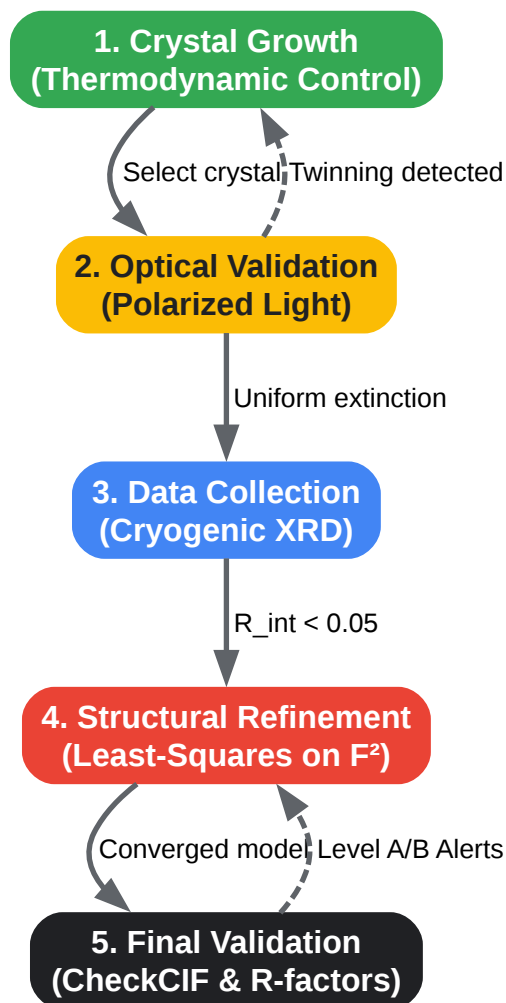 1. Crystal Growth
(Thermodynamic Control)
Select crystal
Twinning detected
2. Optical Validation
(Polarized Light)
Uniform extinction
3. Data Collection
(Cryogenic XRD)
R_int < 0.05
4. Structural Refinement
(Least-Squares on F²)
Converged model
Level A/B Alerts
5. Final Validation
(CheckCIF & R-factors)